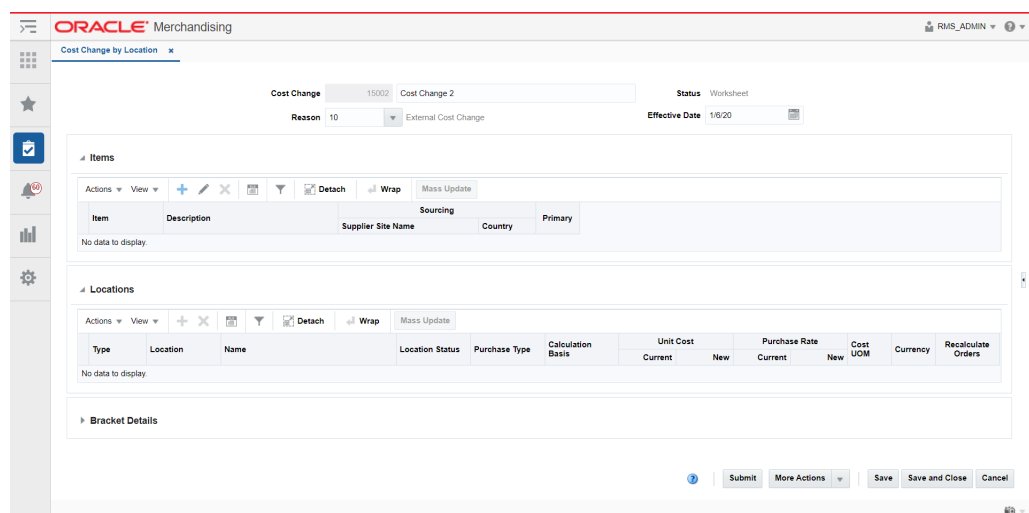 ORACLE® Merchandising
RMS_ADMIN
Cost Change by Location x
Cost Change 15002 Cost Change 2 Status Worksheet
Reason 10 External Cost Change Effective Date 1/6/20
60
Items
Actions View Detach Wrap Mass Update
Item Description Sourcing Primary
Supplier Site Name Country
No data to display.
Locations
Actions View Detach Wrap Mass Update
Type Location Name Location Status Purchase Type Calculation Basis Unit Cost Purchase Rate Cost UOM Currency Recalculate Orders
Current New Current New
No data to display.
Bracket Details
Submit More Actions Save Save and Close Cancel